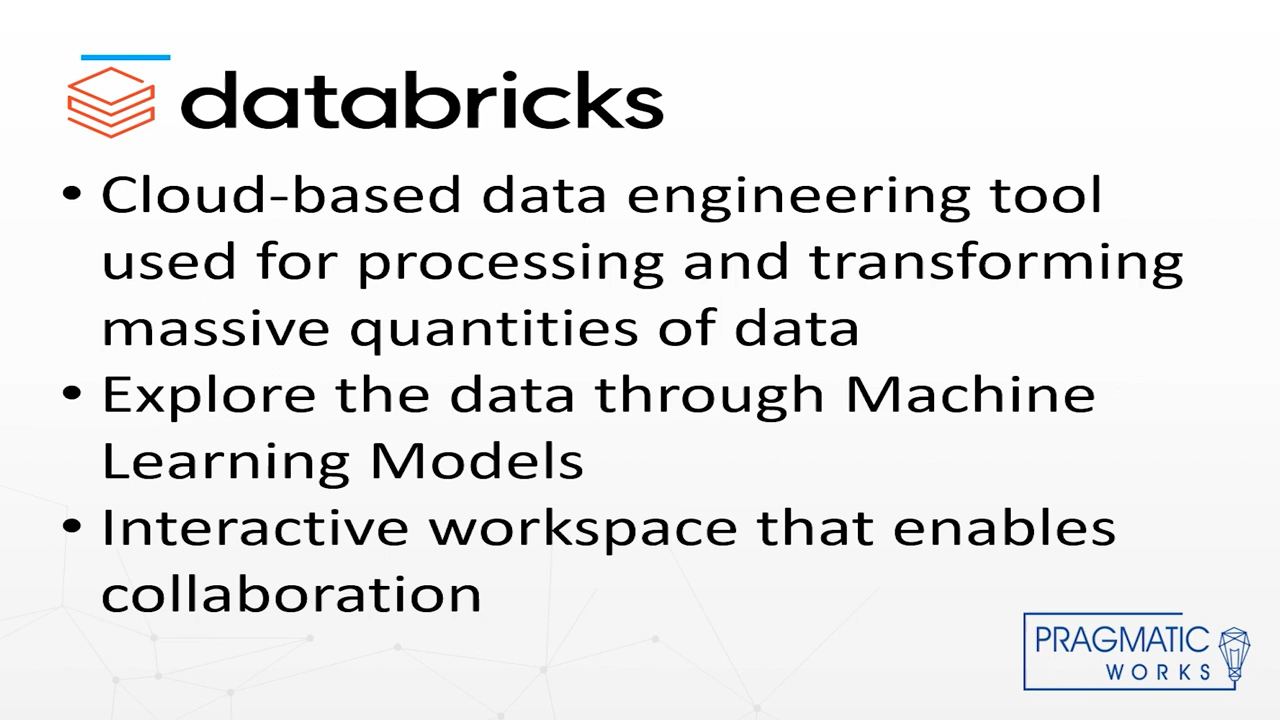 databricks
• Cloud-based data engineering tool
used for processing and transforming
massive quantities of data
• Explore the data through Machine
Learning Models
• Interactive workspace that enables
collaboration
PRAGMATIC
WORKS